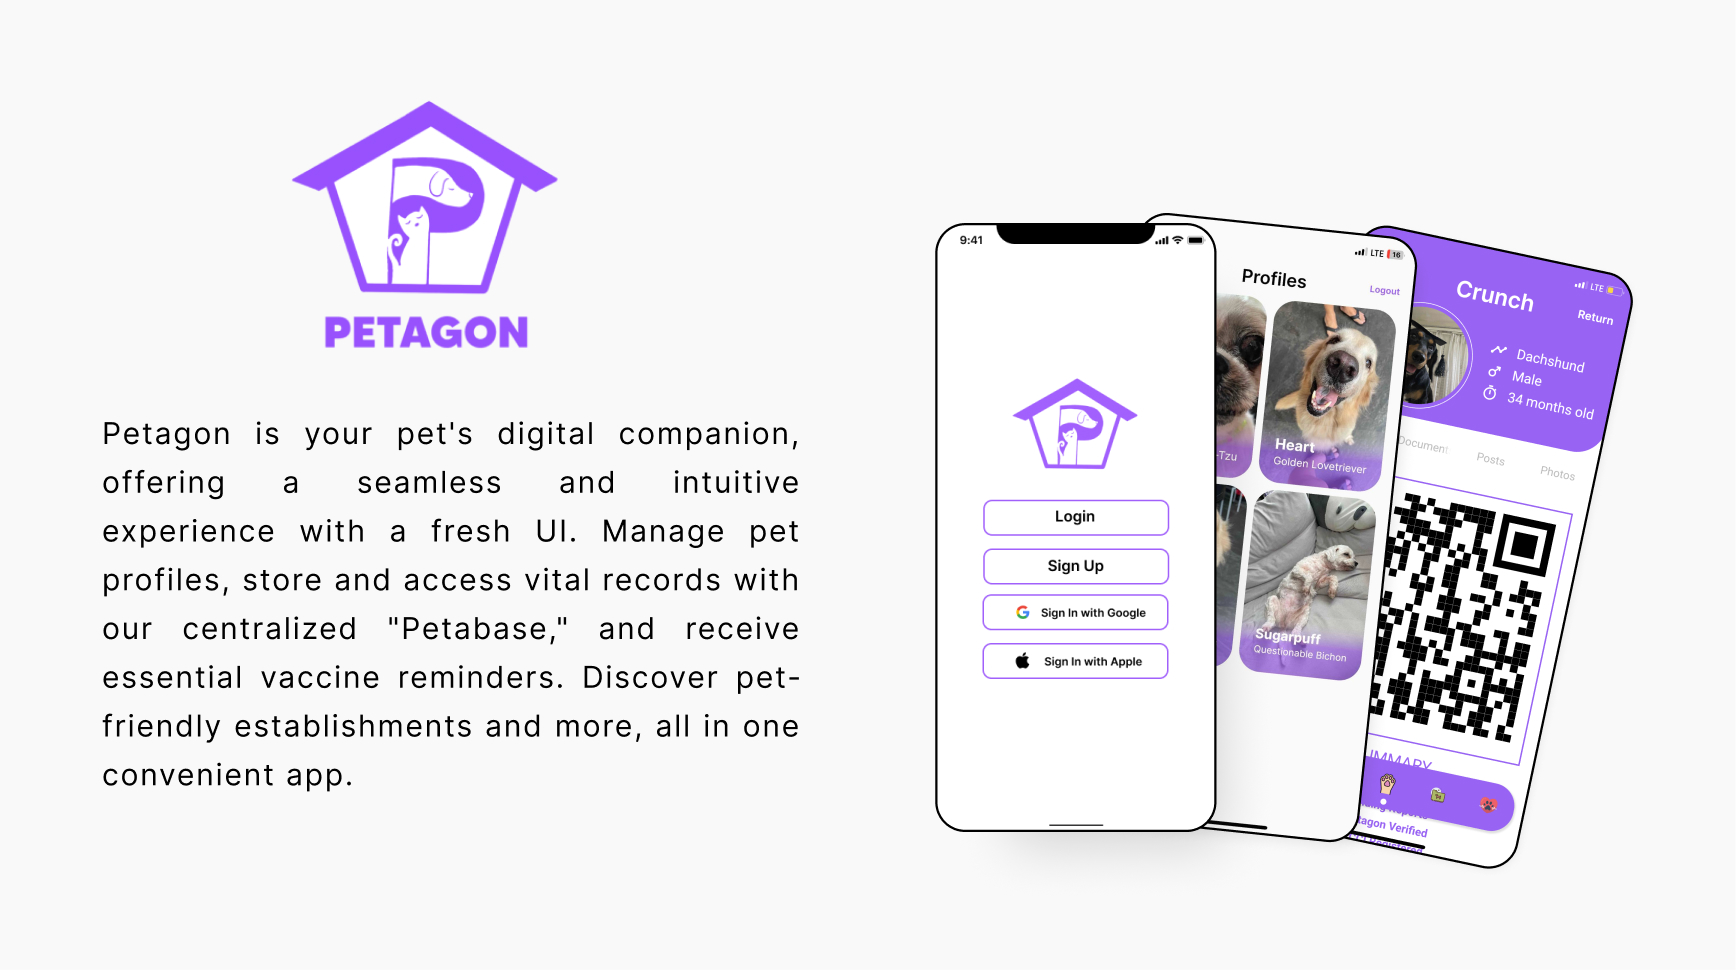 PETAGON
Petagon is your pet's digital companion,
offering a seamless and intuitive
experience with a fresh UI. Manage pet
profiles, store and access vital records with
our centralized "Petabase," and receive
essential vaccine reminders. Discover pet-
friendly establishments and more, all in one
convenient app.
9:41
Login
Sign Up
Sign In with Google
Sign In with Apple
LTE 16
Profiles
Logout
-Tzu
Heart
Golden Lovetriever
Sugarpuff
Questionable Bichon
LTE
Crunch
Return
Dachshund
Male
34 months old
Document
Posts
Photos
UMMARY
tagon Verified
Registered